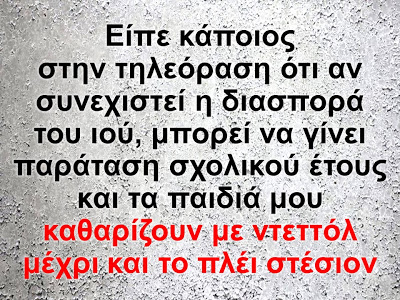 Είπε κάποιος
στην τηλεόραση ότι αν
συνεχιστεί η διασπορά
του ιού, μπορεί να γίνει
παράταση σχολικού έτους
και τα παιδιά μου
καθαρίζουν με ντεττόλ
μέχρι και το πλέι στέσιον